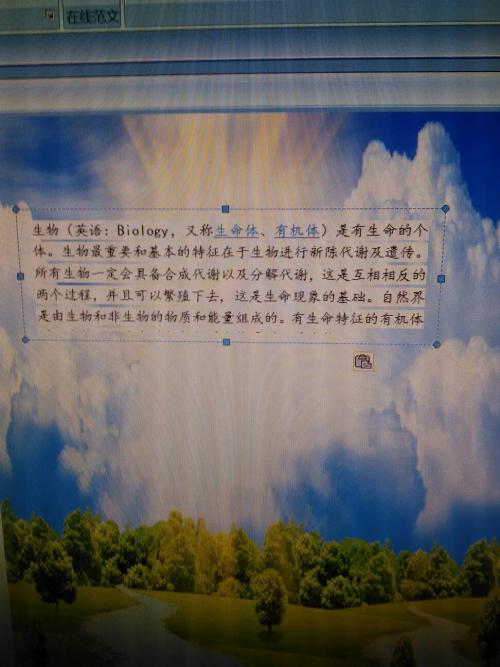 在线范文
生物（英语：Biology，又称生命体、有机体）是有生命的个
体。生物最重要和基本的特征在于生物进行新陈代谢及遗传。
所有生物一定会具备合成代谢以及分解代谢，这是互相相反的
两个过程，并且可以繁殖下去，这是生命现象的基础。自然界
是由生物和非生物的物质和能量组成的。有生命特征的有机体